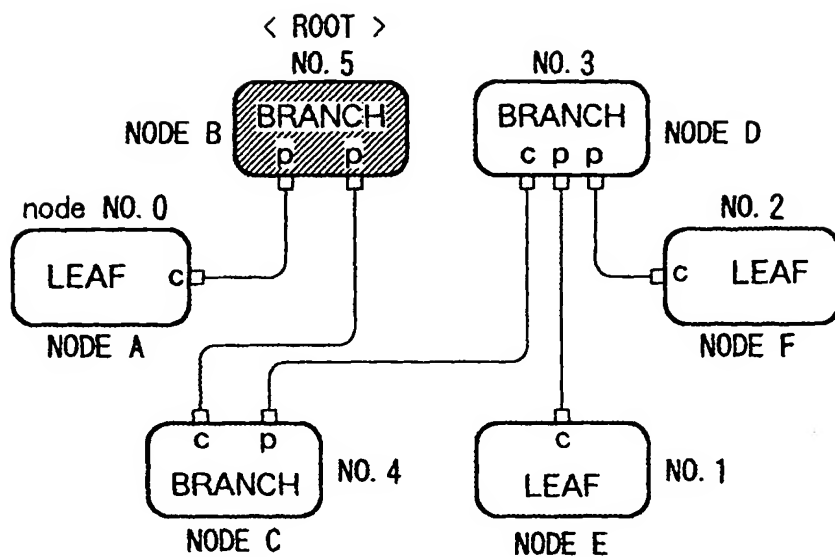 < ROOT >
NO. 5
NO. 3
BRANCH
NODE B
p p
BRANCH
NODE D
c p p
node NO. 0
NO. 2
LEAF c
c LEAF
NODE A
NODE F
c p
BRANCH
NO. 4
NODE C
c
LEAF
NO. 1
NODE E